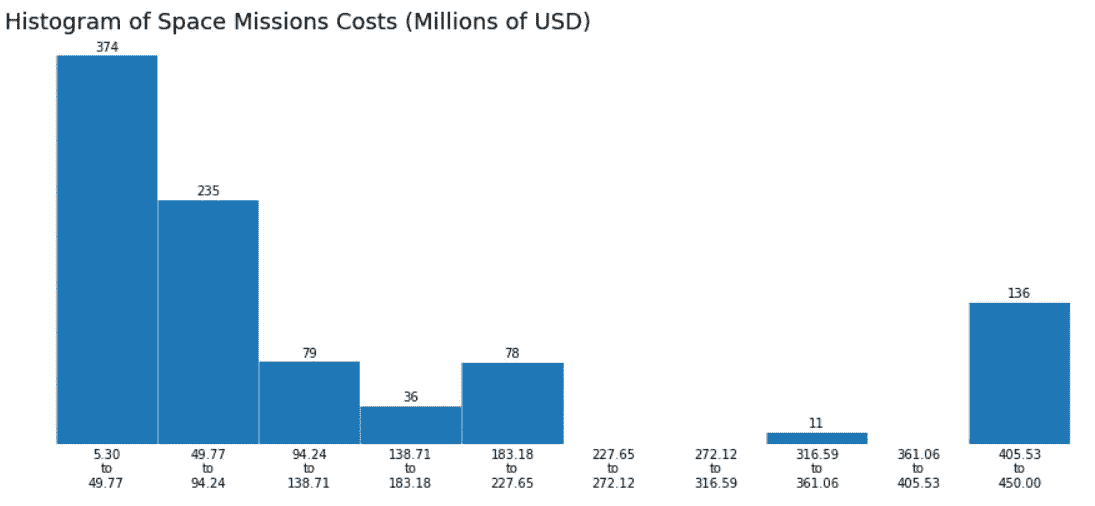 Histogram of Space Missions Costs (Millions of USD)
374
235
136
79
78
36
11
5.30 49.77 94.24 138.71 183.18 227.65 272.12 316.59 361.06 405.53
to to to to to to to to to to
49.77 94.24 138.71 183.18 227.65 272.12 316.59 361.06 405.53 450.00